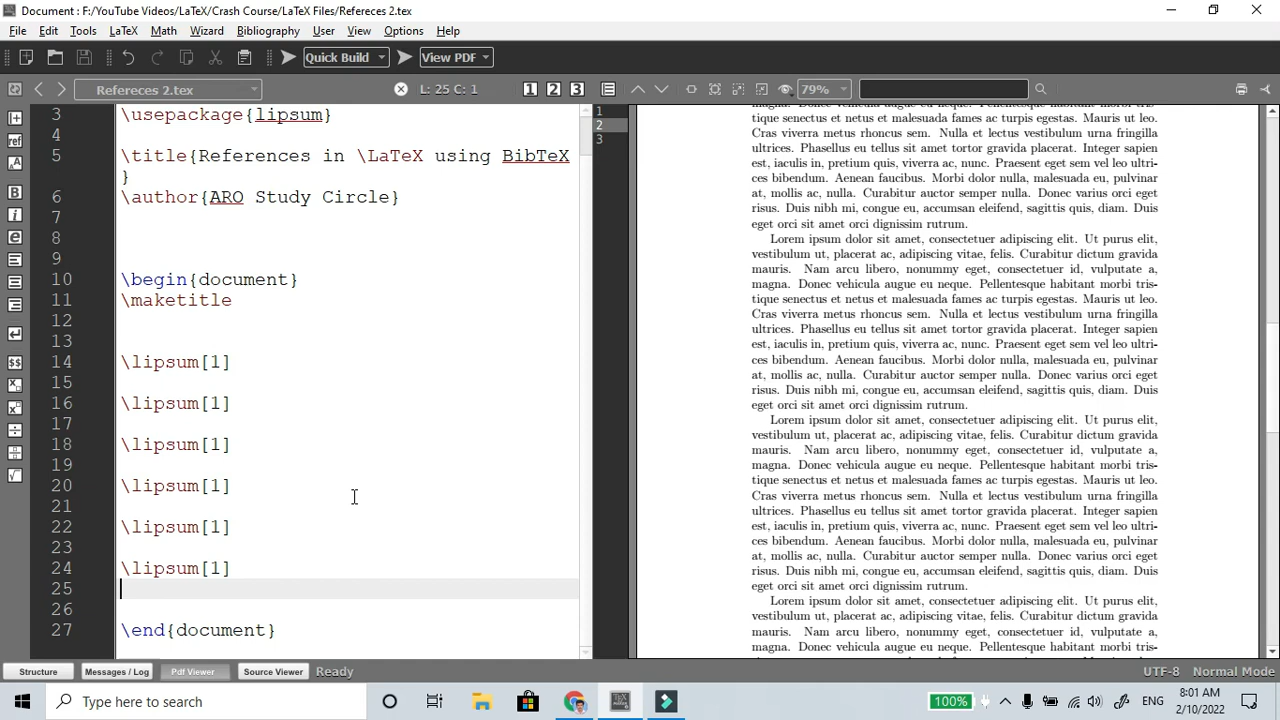 Document : F:/YouTube Videos/LaTeX/Crash Course/LaTeX Files/Refereces 2.tex
File Edit Tools LaTeX Math Wizard Bibliography User View Options Help
Quick Build View PDF
Refereces 2.tex L: 25 C: 1 1 2 3 79%
3 \usepackage{lipsum}
4
5 \title{References in \LaTeX using BibTeX
}
6 \author{ARO Study Circle}
7
8
9
10 \begin{document}
11 \maketitle
12
13
14 \lipsum[1]
15
16 \lipsum[1]
17
18 \lipsum[1]
19
20 \lipsum[1]
21
22 \lipsum[1]
23
24 \lipsum[1]
25
26
27 \end{document}
1
2
3
magna. Donec vehicula augue eu neque. Pellentesque habitant morbi tris-
tique senectus et netus et malesuada fames ac turpis egestas. Mauris ut leo.
Cras viverra metus rhoncus sem. Nulla et lectus vestibulum urna fringilla
ultrices. Phasellus eu tellus sit amet tortor gravida placerat. Integer sapien
est, iaculis in, pretium quis, viverra ac, nunc. Praesent eget sem vel leo ultri-
ces bibendum. Aenean faucibus. Morbi dolor nulla, malesuada eu, pulvinar
at, mollis ac, nulla. Curabitur auctor semper nulla. Donec varius orci eget
risus. Duis nibh mi, congue eu, accumsan eleifend, sagittis quis, diam. Duis
eget orci sit amet orci dignissim rutrum.
Lorem ipsum dolor sit amet, consectetuer adipiscing elit. Ut purus elit,
vestibulum ut, placerat ac, adipiscing vitae, felis. Curabitur dictum gravida
mauris. Nam arcu libero, nonummy eget, consectetuer id, vulputate a,
magna. Donec vehicula augue eu neque. Pellentesque habitant morbi tris-
tique senectus et netus et malesuada fames ac turpis egestas. Mauris ut leo.
Cras viverra metus rhoncus sem. Nulla et lectus vestibulum urna fringilla
ultrices. Phasellus eu tellus sit amet tortor gravida placerat. Integer sapien
est, iaculis in, pretium quis, viverra ac, nunc. Praesent eget sem vel leo ultri-
ces bibendum. Aenean faucibus. Morbi dolor nulla, malesuada eu, pulvinar
at, mollis ac, nulla. Curabitur auctor semper nulla. Donec varius orci eget
risus. Duis nibh mi, congue eu, accumsan eleifend, sagittis quis, diam. Duis
eget orci sit amet orci dignissim rutrum.
Lorem ipsum dolor sit amet, consectetuer adipiscing elit. Ut purus elit,
vestibulum ut, placerat ac, adipiscing vitae, felis. Curabitur dictum gravida
mauris. Nam arcu libero, nonummy eget, consectetuer id, vulputate a,
magna. Donec vehicula augue eu neque. Pellentesque habitant morbi tris-
tique senectus et netus et malesuada fames ac turpis egestas. Mauris ut leo.
Cras viverra metus rhoncus sem. Nulla et lectus vestibulum urna fringilla
ultrices. Phasellus eu tellus sit amet tortor gravida placerat. Integer sapien
est, iaculis in, pretium quis, viverra ac, nunc. Praesent eget sem vel leo ultri-
ces bibendum. Aenean faucibus. Morbi dolor nulla, malesuada eu, pulvinar
at, mollis ac, nulla. Curabitur auctor semper nulla. Donec varius orci eget
risus. Duis nibh mi, congue eu, accumsan eleifend, sagittis quis, diam. Duis
eget orci sit amet orci dignissim rutrum.
Lorem ipsum dolor sit amet, consectetuer adipiscing elit. Ut purus elit,
vestibulum ut, placerat ac, adipiscing vitae, felis. Curabitur dictum gravida
mauris. Nam arcu libero, nonummy eget, consectetuer id, vulputate a,
magna. Donec vehicula augue eu neque. Pellentesque habitant morbi tris-
Structure Messages / Log Pdf Viewer Source Viewer Ready UTF-8 Normal Mode
Type here to search 100% ENG 8:01 AM
2/10/2022